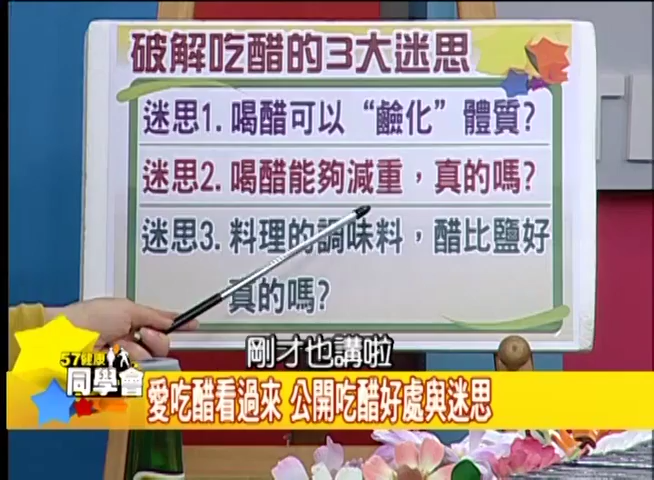 破解吃醋的3大迷思
迷思1. 喝醋可以“鹼化”體質?
迷思2. 喝醋能夠減重，真的嗎?
迷思3. 料理的調味料，醋比鹽好
真的嗎?
剛才也講啦
57健康
同學會
愛吃醋看過來 公開吃醋好處與迷思